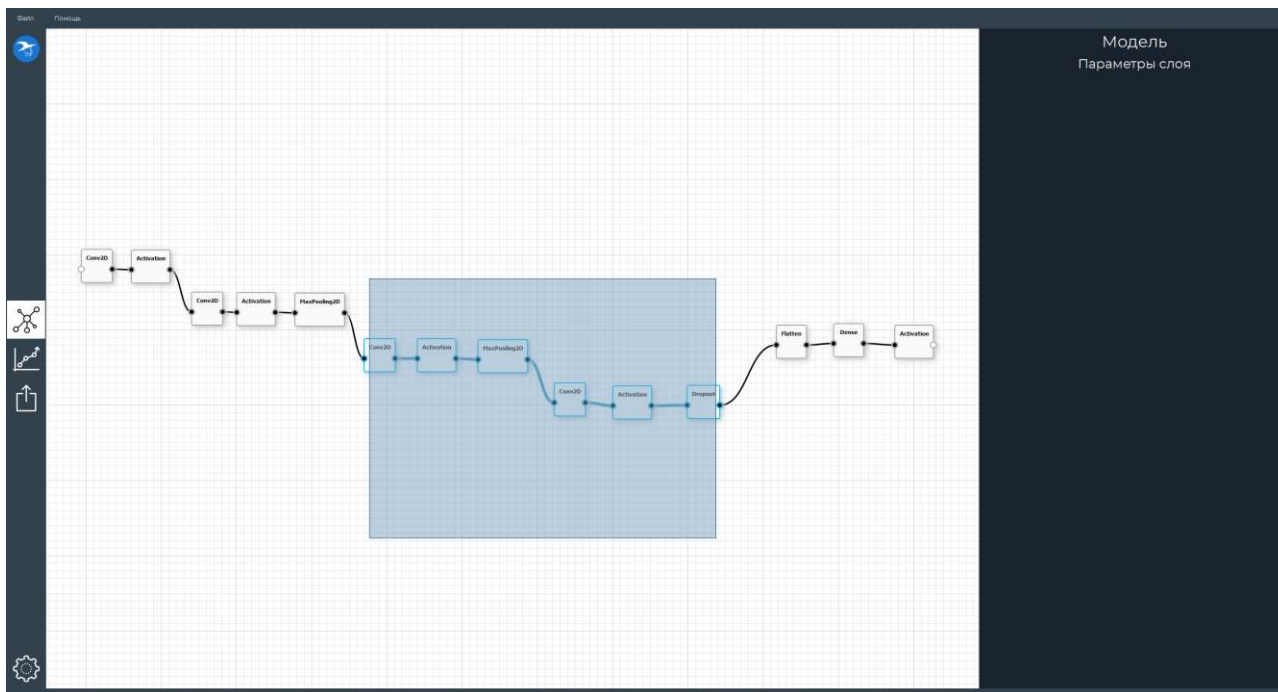 Файл Помощь
Модель
Параметры слоя
Conv2D Activation
Conv2D Activation MaxPooling2D
Conv2D Activation MaxPooling2D
Conv2D Activation Dropout
Flatten Dense Activation